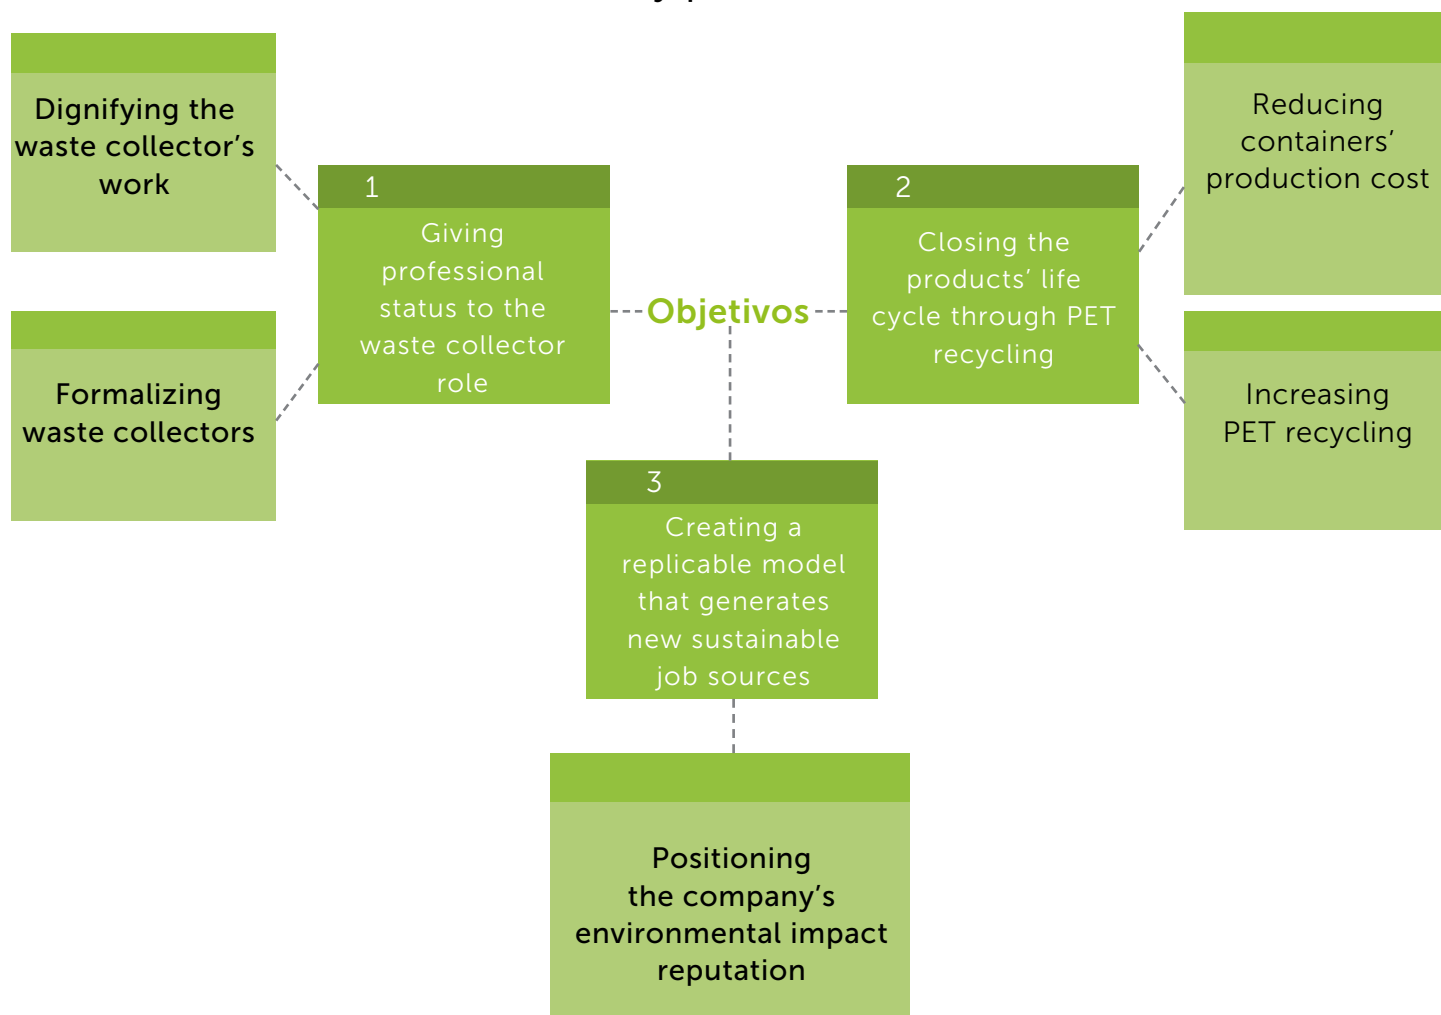 Dignifying the
waste collector's
work
Formalizing
waste collectors
1
Giving
professional
status to the
waste collector
role
Objetivos
2
Closing the
products' life
cycle through PET
recycling
Reducing
containers'
production cost
Increasing
PET recycling
3
Creating a
replicable model
that generates
new sustainable
job sources
Positioning
the company's
environmental impact
reputation